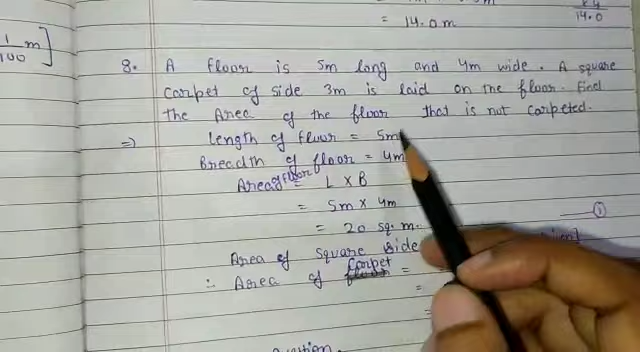 = 14.0 m
14.0
1/100 m]
8. A floor is 5m long and 4m wide. A square
carpet of side 3m is laid on the floor. Find
the Area of the floor that is not carpeted.
⇒ Length of floor = 5m
Breadth of floor = 4m
Area of floor = L × B
= 5m × 4m
= 20 sq. m. ①
Area of square side
∴ Area of carpet =
=
=